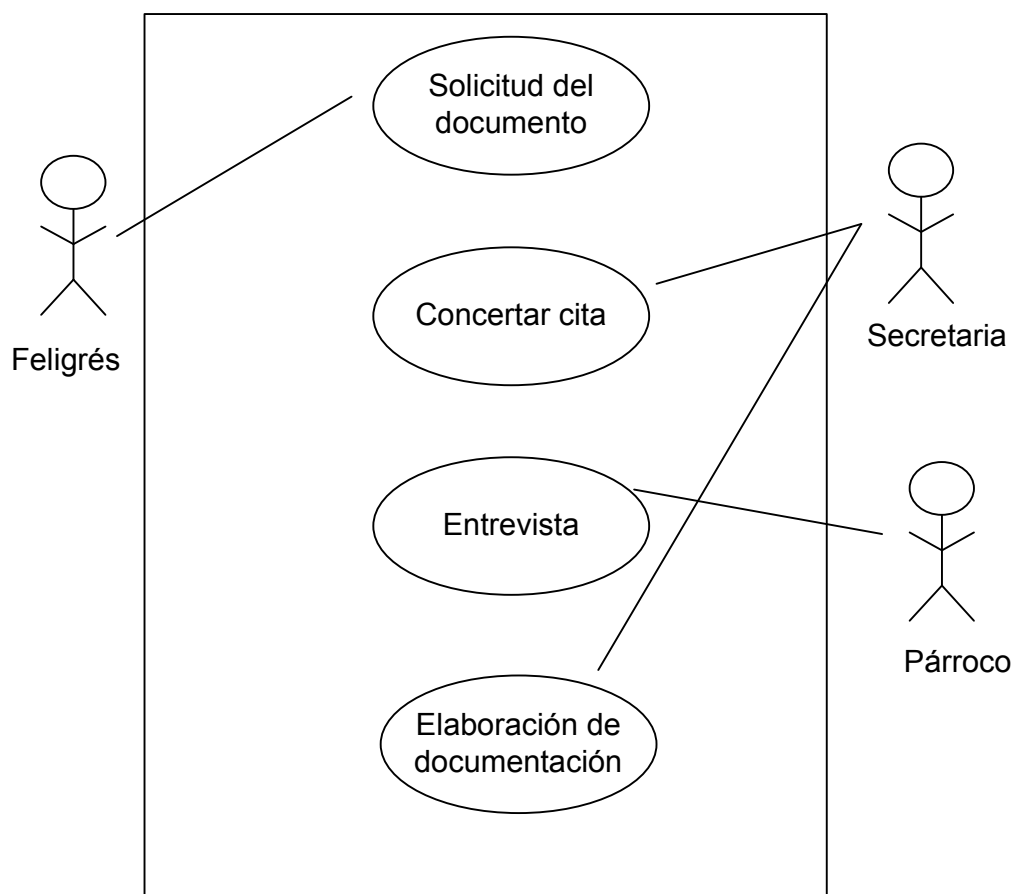 Solicitud del
documento
Feligrés
Concertar cita
Secretaria
Entrevista
Párroco
Elaboración de
documentación